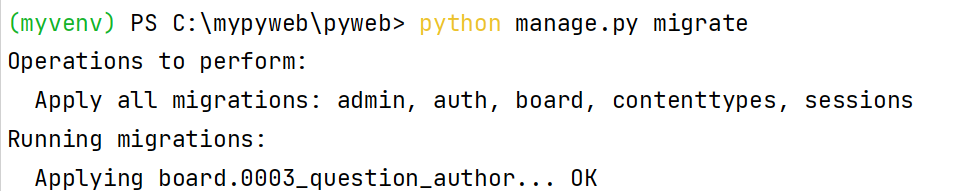 (myvenv) PS C:\mypyweb\pyweb> python manage.py migrate
Operations to perform:
  Apply all migrations: admin, auth, board, contenttypes, sessions
Running migrations:
  Applying board.0003_question_author... OK